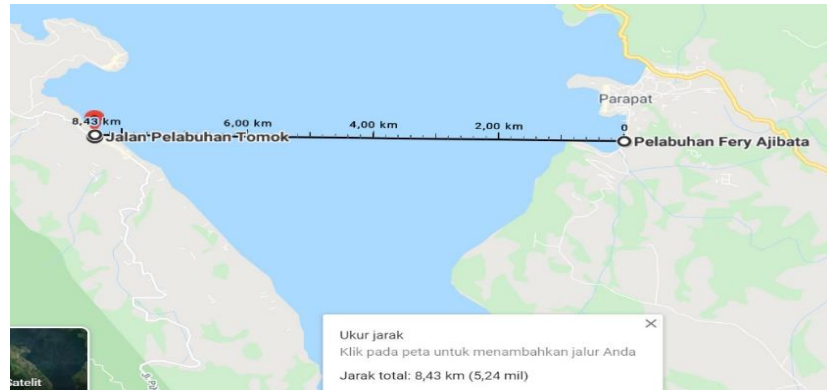 Parapat
8,43 km
6,00 km
4,00 km
2,00 km
0
Jalan Pelabuhan Tomok
Pelabuhan Fery Ajibata
Ukur jarak
Klik pada peta untuk menambahkan jalur Anda
Jarak total: 8,43 km (5,24 mil)
atelit